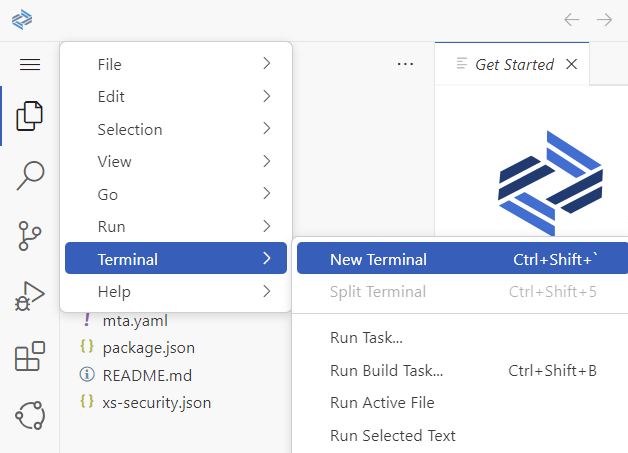 File
Edit
Selection
View
Go
Run
Terminal
Help
mta.yaml
package.json
README.md
xs-security.json
...
Get Started
New Terminal Ctrl+Shift+`
Split Terminal Ctrl+Shift+5
Run Task...
Run Build Task... Ctrl+Shift+B
Run Active File
Run Selected Text